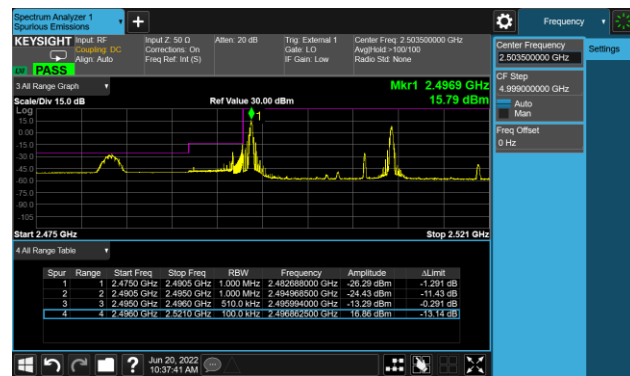 Spectrum Analyzer 1
Spurious Emissions
Frequency
KEYSIGHT Input: RF
Coupling: DC
Align: Auto
Input Z: 50 Ω
Corrections: On
Freq Ref: Int (S)
Atten: 20 dB
Trig: External 1
Gate: LO
IF Gain: Low
Center Freq: 2.503500000 GHz
Avg|Hold:>100/100
Radio Std: None
LW PASS
Center Frequency
2.503500000 GHz
Settings
CF Step
4.999000000 GHz
Auto
Man
Freq Offset
0 Hz
3 All Range Graph
Mkr1 2.4969 GHz
Scale/Div 15.0 dB
Ref Value 30.00 dBm
15.79 dBm
Log
1
15.0
0.00
-15.0
-30.0
-45.0
-60.0
-75.0
-90.0
-105
Start 2.475 GHz
Stop 2.521 GHz
4 All Range Table
Spur Range Start Freq Stop Freq RBW Frequency Amplitude ΔLimit
1 1 2.4750 GHz 2.4905 GHz 1.000 MHz 2.482688000 GHz -26.29 dBm -1.291 dB
2 2 2.4905 GHz 2.4950 GHz 1.000 MHz 2.494968500 GHz -24.43 dBm -11.43 dB
3 3 2.4950 GHz 2.4960 GHz 510.0 kHz 2.495994000 GHz -13.29 dBm -0.291 dB
4 4 2.4960 GHz 2.5210 GHz 100.0 kHz 2.496862500 GHz 16.86 dBm -13.14 dB
?
Jun 20, 2022
10:37:41 AM